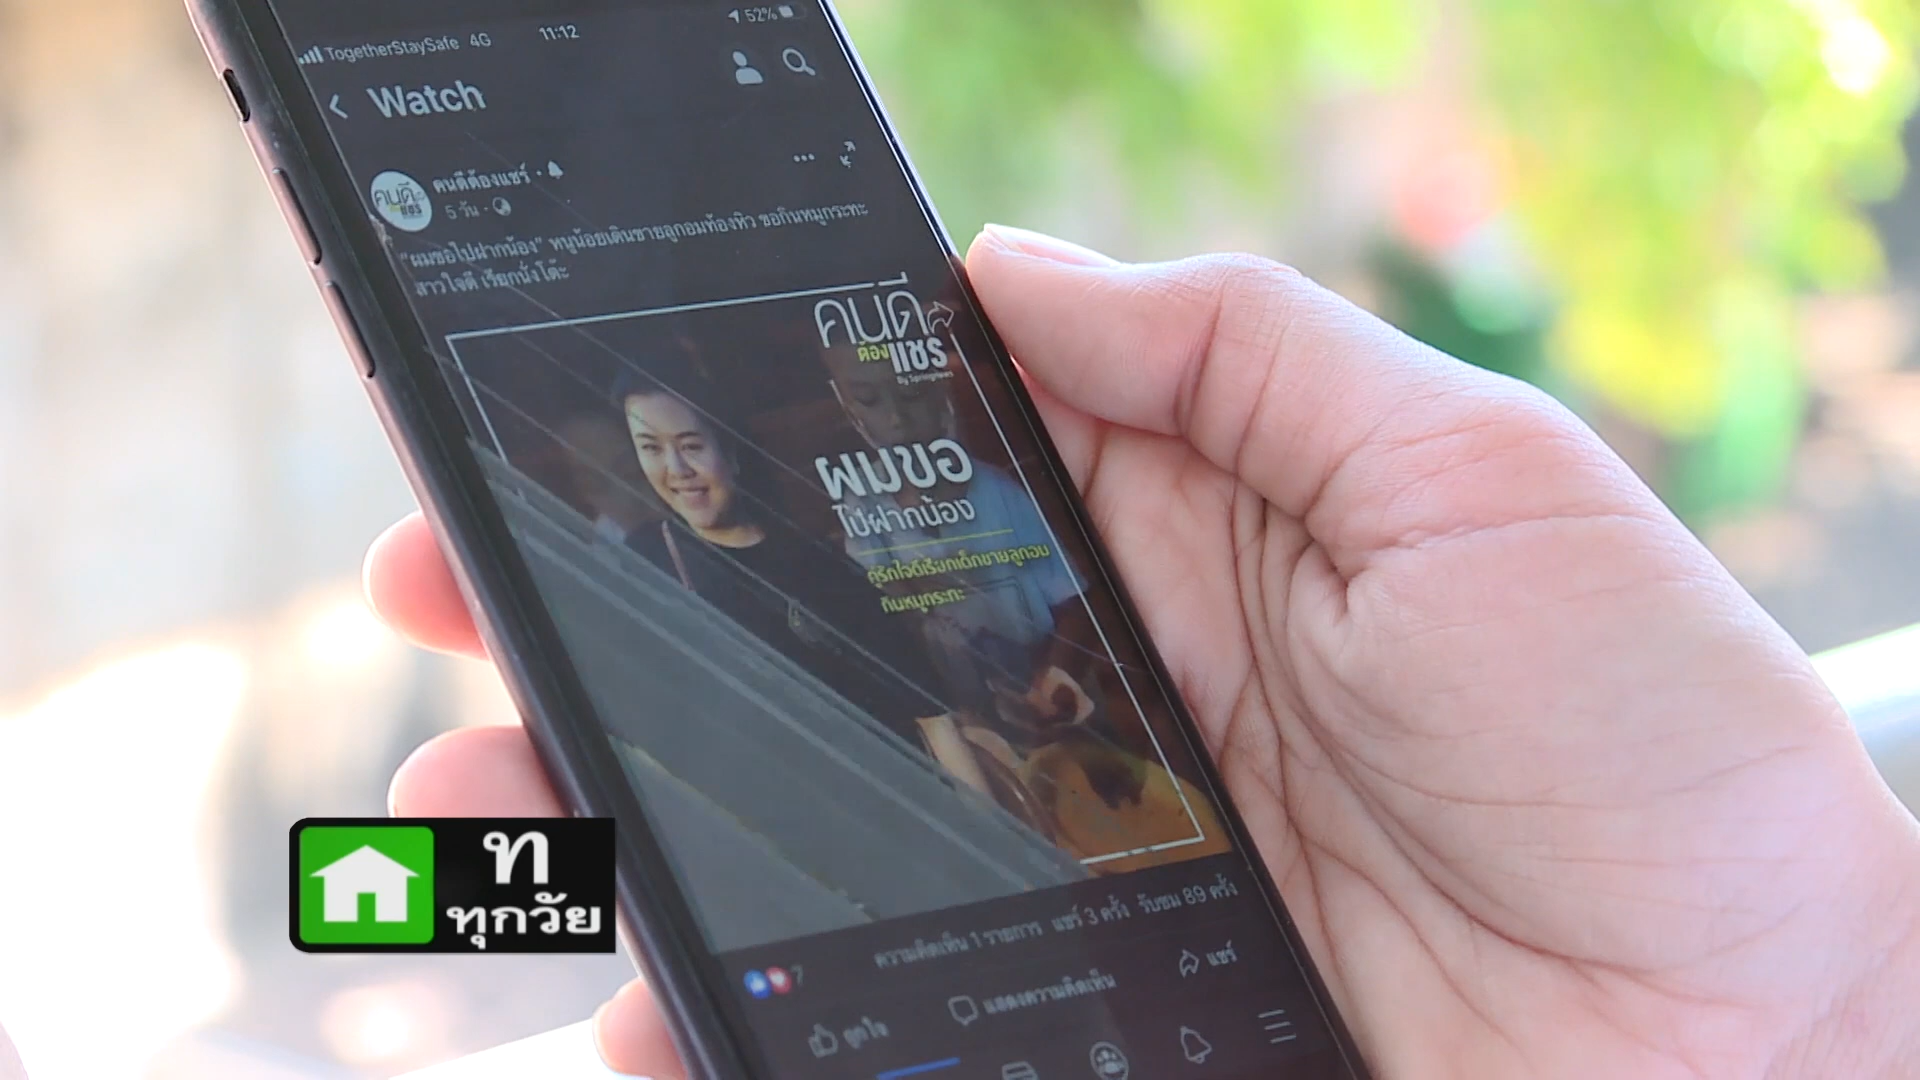 TogetherStaySafe 4G 11:12 52%
Watch
คนดีต้องแชร์
5 วัน
"ผมขอไปฝากน้อง" หนูน้อยเดินขายลูกอมท้องหิว ขอกินหมูกระทะ
สาวใจดี เรียกนั่งโต๊ะ
คนดี
ต้องแชร์
By Springnews
ผมขอ
ไปฝากน้อง
คู่รักใจดีเรียกเด็กขายลูกอม
กินหมูกระทะ
ท
ทุกวัย
7 ความคิดเห็น 1 รายการ แชร์ 3 ครั้ง รับชม 89 ครั้ง
ถูกใจ แสดงความคิดเห็น แชร์